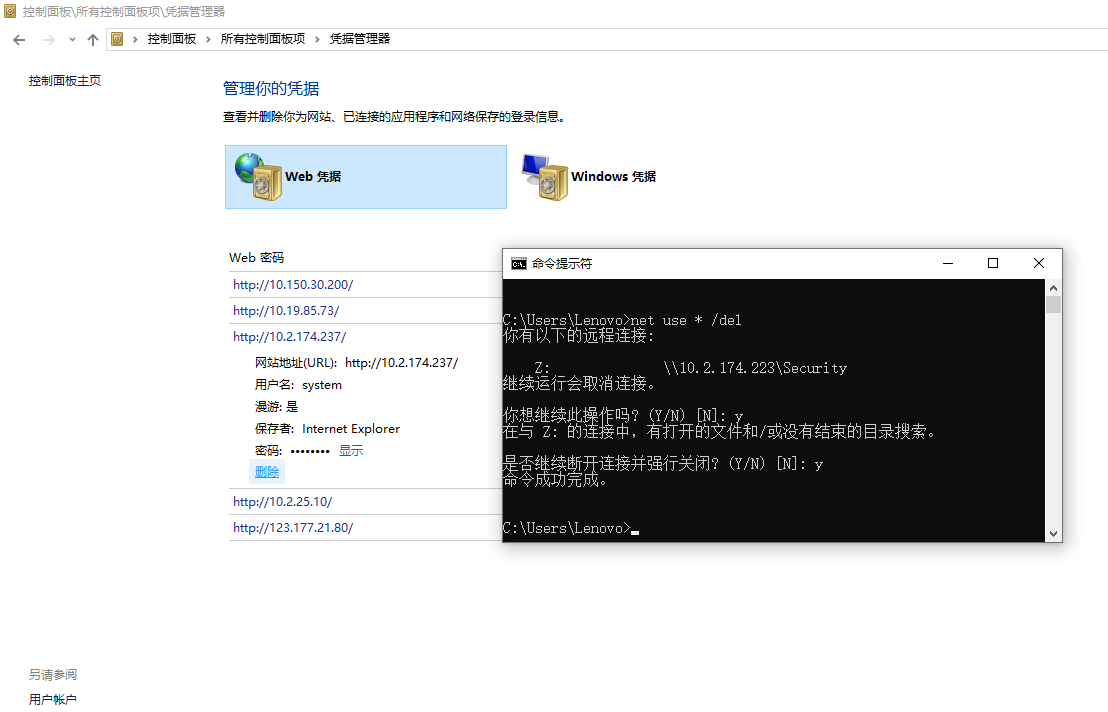 控制面板\所有控制面板项\凭据管理器
控制面板 > 所有控制面板项 > 凭据管理器
控制面板主页
管理你的凭据
查看并删除你为网站、已连接的应用程序和网络保存的登录信息。
Web 凭据
Windows 凭据
Web 密码
http://10.150.30.200/
http://10.19.85.73/
http://10.2.174.237/
网站地址(URL): http://10.2.174.237/
用户名: system
漫游: 是
保存者: Internet Explorer
密码: •••••••• 显示
删除
http://10.2.25.10/
http://123.177.21.80/
命令提示符
C:\Users\Lenovo>net use * /del
你有以下的远程连接:
Z: \\10.2.174.223\Security
继续运行会取消连接。
你想继续此操作吗? (Y/N) [N]: y
在与 Z: 的连接中，有打开的文件和/或没有结束的目录搜索。
是否继续断开连接并强行关闭? (Y/N) [N]: y
命令成功完成。
C:\Users\Lenovo>
另请参阅
用户帐户